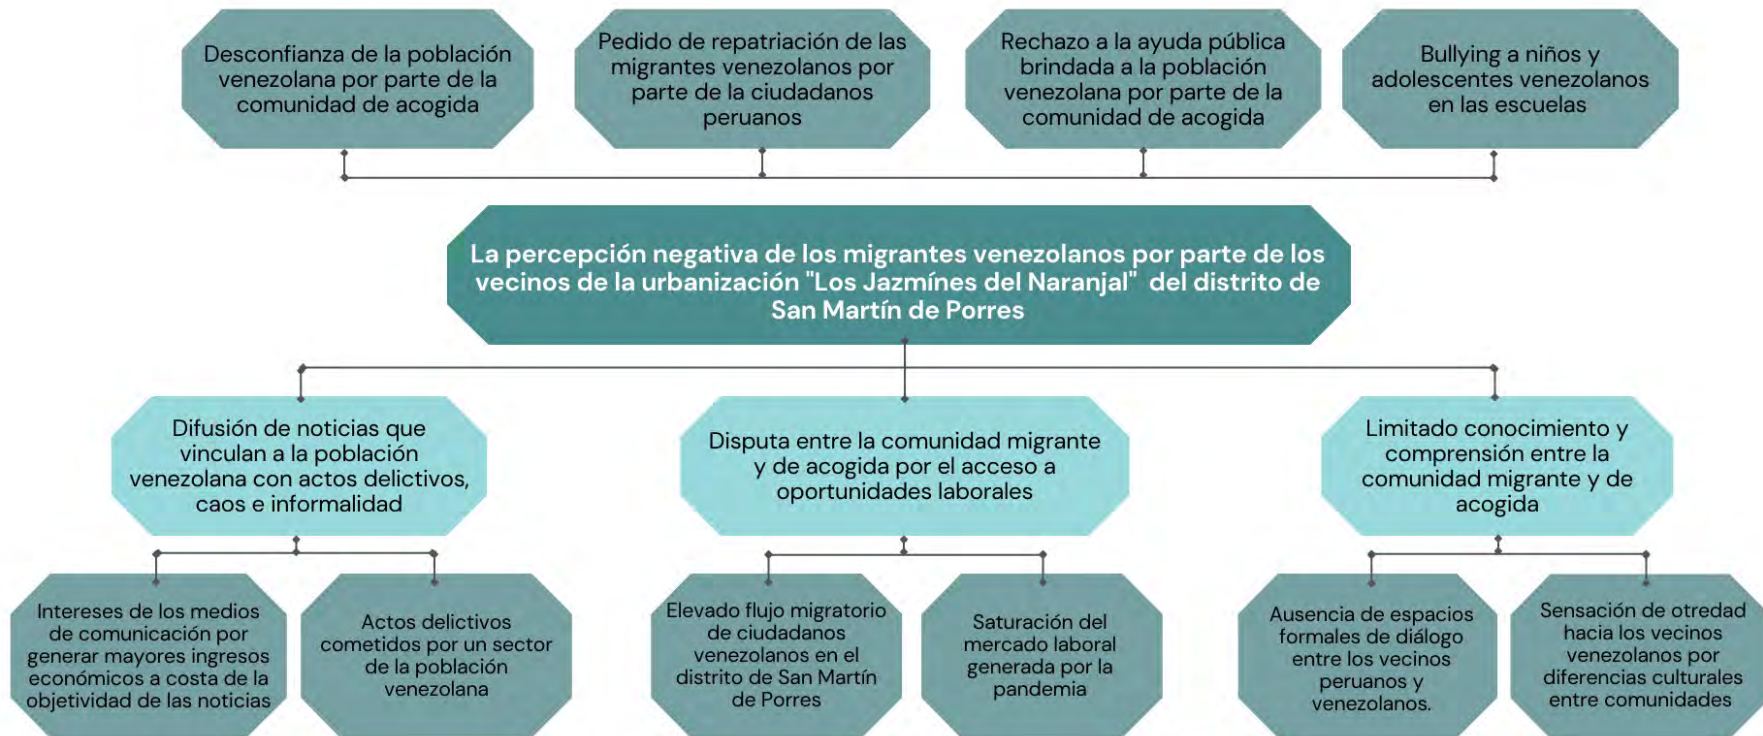 Desconfianza de la población
venezolana por parte de la
comunidad de acogida
Pedido de repatriación de las
migrantes venezolanos por
parte de la ciudadanos
peruanos
Rechazo a la ayuda pública
brindada a la población
venezolana por parte de la
comunidad de acogida
Bullying a niños y
adolescentes venezolanos
en las escuelas
La percepción negativa de los migrantes venezolanos por parte de los
vecinos de la urbanización "Los Jazmínes del Naranjal" del distrito de
San Martín de Porres
Difusión de noticias que
vinculan a la población
venezolana con actos delictivos,
caos e informalidad
Disputa entre la comunidad migrante
y de acogida por el acceso a
oportunidades laborales
Limitado conocimiento y
comprensión entre la
comunidad migrante y de
acogida
Intereses de los medios
de comunicación por
generar mayores ingresos
económicos a costa de la
objetividad de las noticias
Actos delictivos
cometidos por un sector
de la población
venezolana
Elevado flujo migratorio
de ciudadanos
venezolanos en el
distrito de San Martín
de Porres
Saturación del
mercado laboral
generada por la
pandemia
Ausencia de espacios
formales de diálogo
entre los vecinos
peruanos y
venezolanos.
Sensación de otredad
hacia los vecinos
venezolanos por
diferencias culturales
entre comunidades